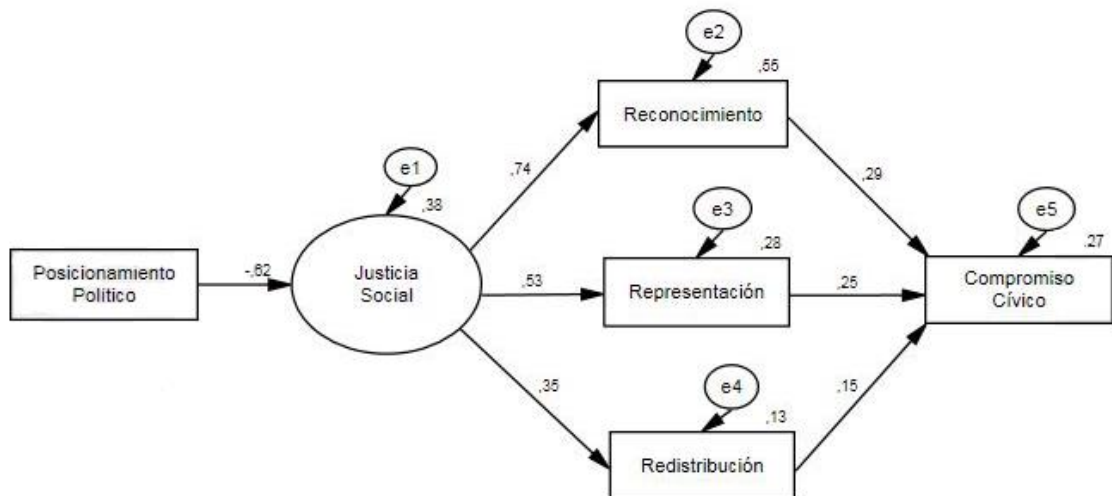 e2
,55
Reconocimiento
e1
,74
,29
,38
e3
e5
,28
,27
Posicionamiento
Político
-,62
Justicia
Social
,53
Representación
,25
Compromiso
Cívico
,35
e4
,15
,13
Redistribución